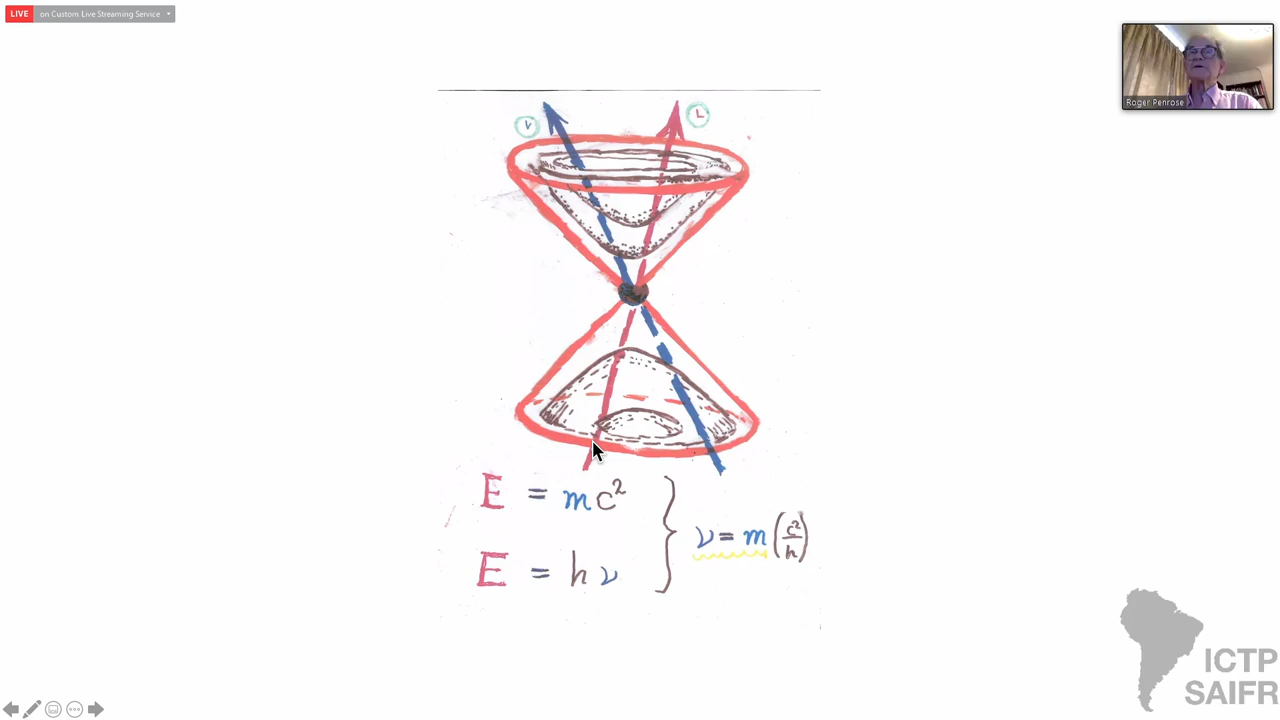 LIVE on Custom Live Streaming Service
Roger Penrose
E = mc²
E = hν
ν = m(c²/h)
ICTP
SAIFR